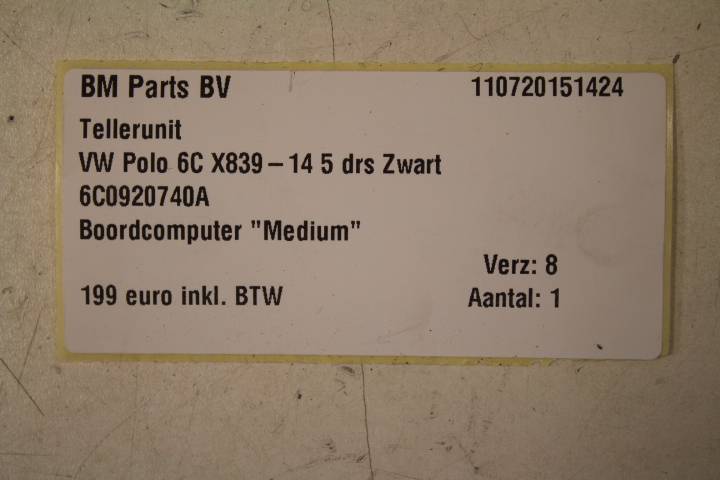 BM Parts BV 110720151424
Tellerunit
VW Polo 6C X839-14 5 drs Zwart
6C0920740A
Boordcomputer "Medium"
Verz: 8
199 euro inkl. BTW Aantal: 1